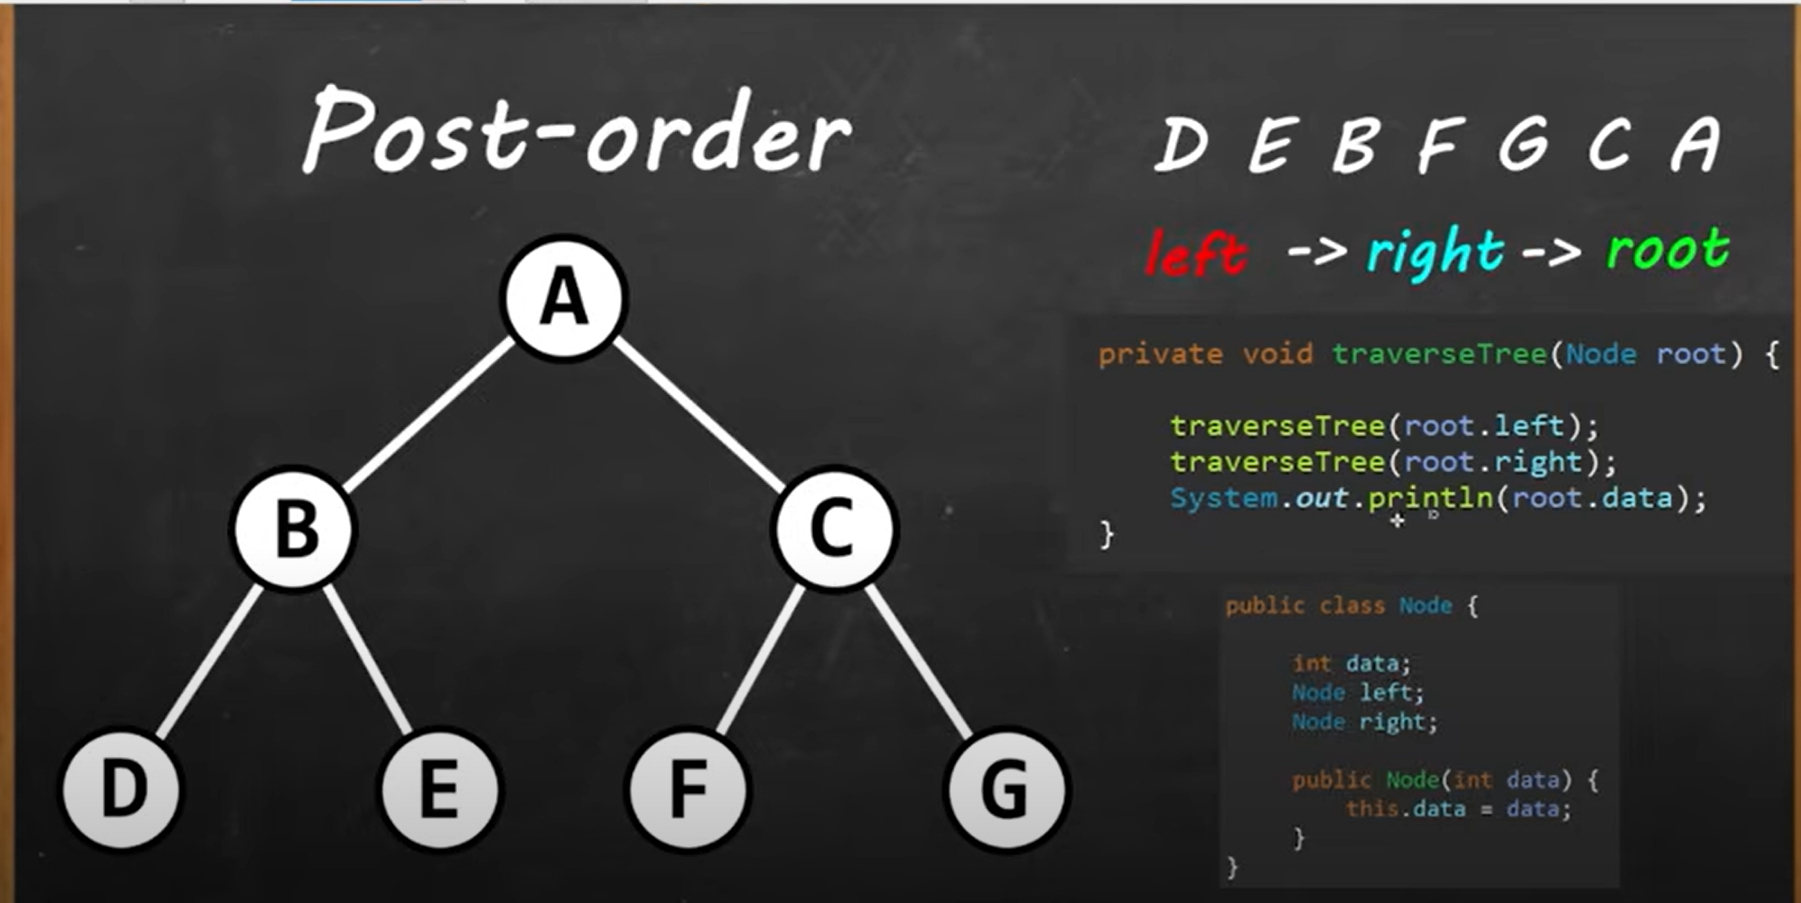 Post-order
D E B F G C A
left -> right -> root
A
B
C
D
E
F
G
private void traverseTree(Node root) {
traverseTree(root.left);
traverseTree(root.right);
System.out.println(root.data);
}
public class Node {
int data;
Node left;
Node right;
public Node(int data) {
this.data = data;
}
}